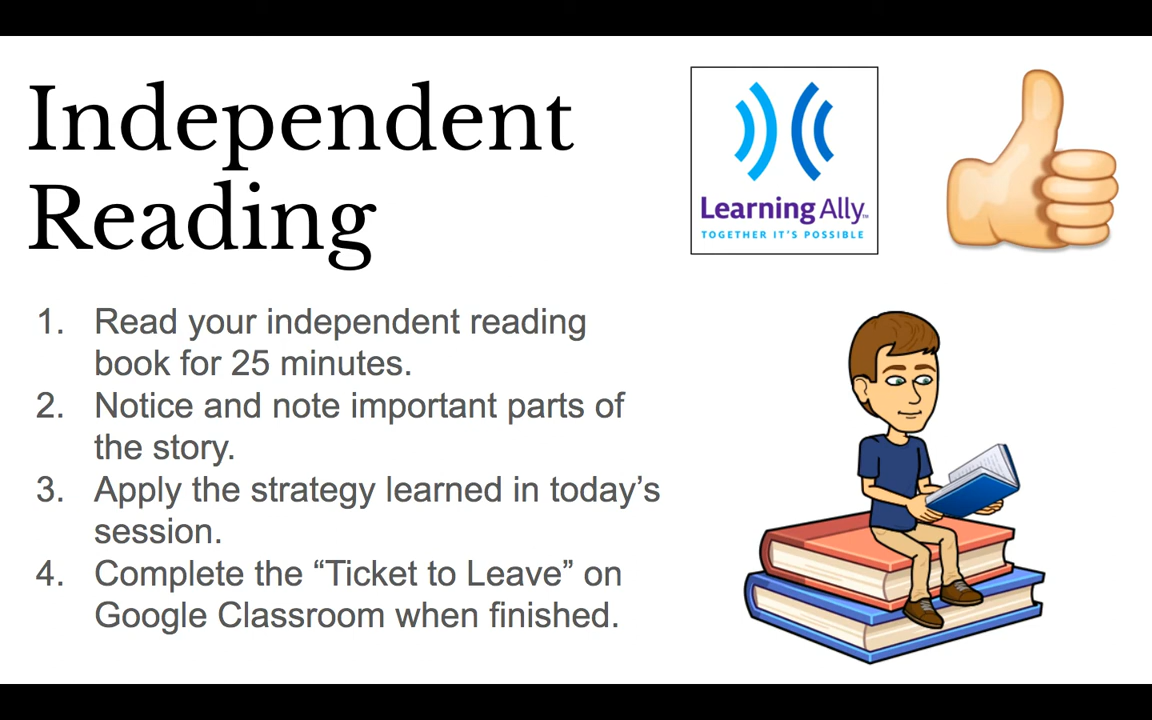 Independent
Reading
Learning Ally™
TOGETHER IT'S POSSIBLE
1. Read your independent reading
book for 25 minutes.
2. Notice and note important parts of
the story.
3. Apply the strategy learned in today’s
session.
4. Complete the “Ticket to Leave” on
Google Classroom when finished.